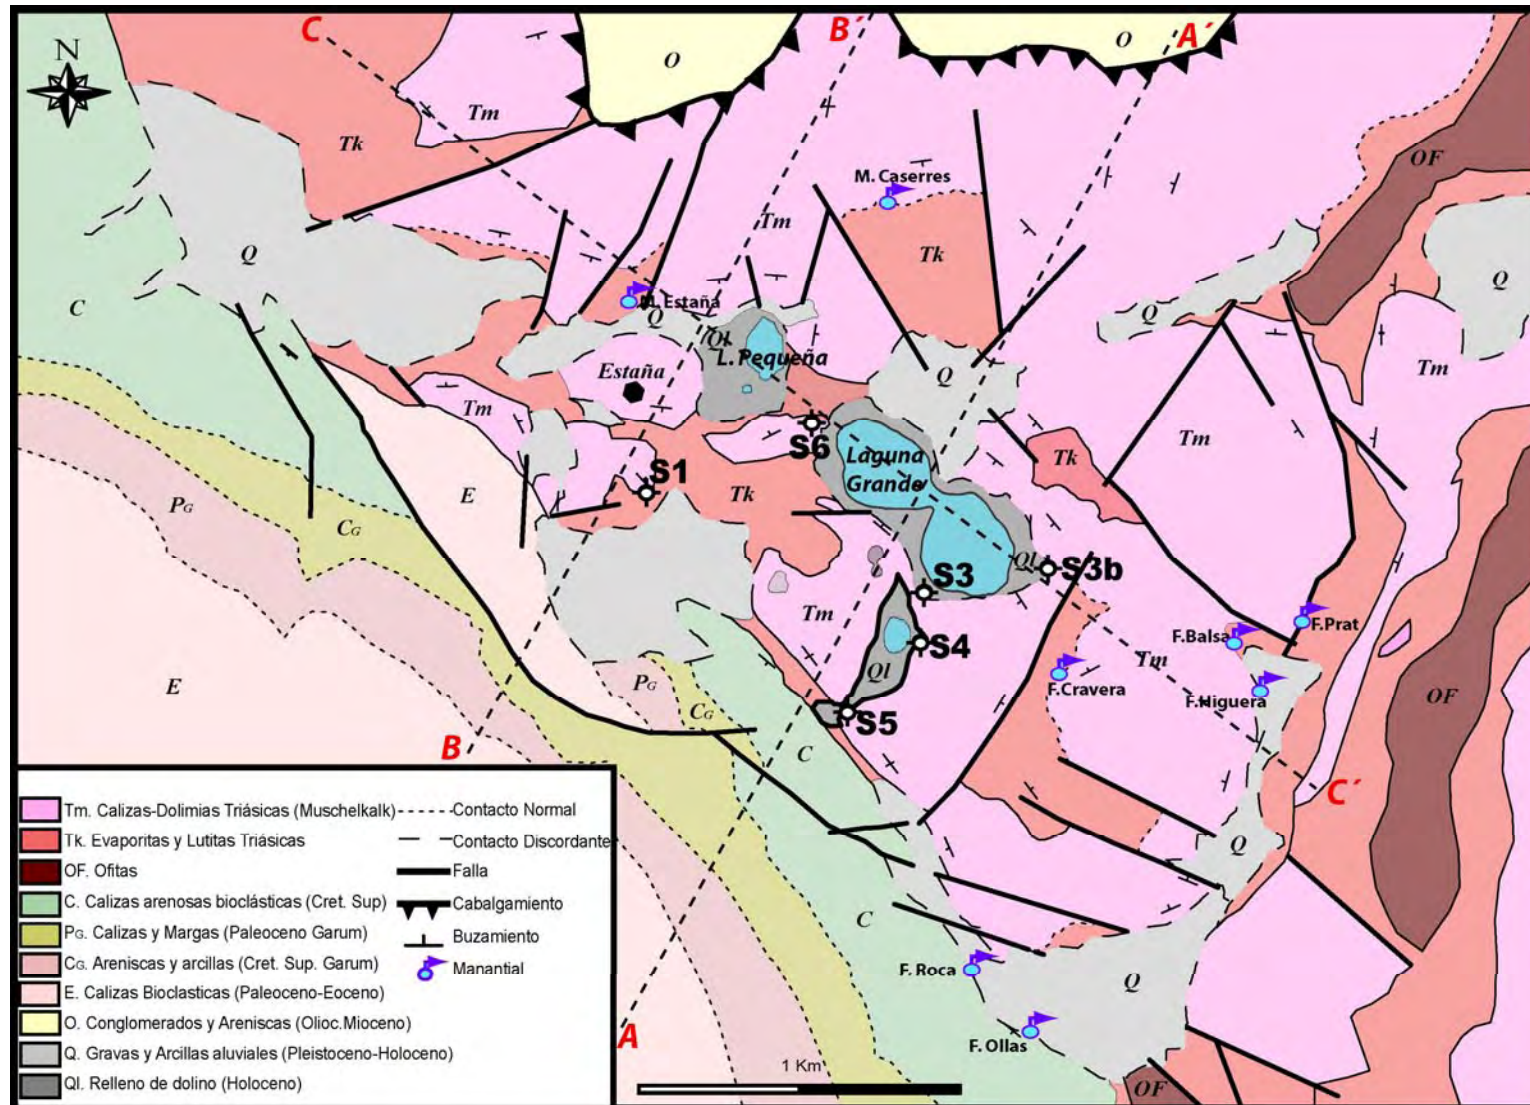 C
B´
A´
O
O
N
Tm
Tk
OF
M. Caserres
Tm
Q
Tk
Q
C
M. Estaña
Q
Q
Ql
L. Pequeña
Estaña
Q
Tm
Tm
Tm
S6
Laguna
Grande
Tk
S1
E
Tk
PG
CG
Ql
S3b
S3
Tm
F.Prat
F.Balsa
S4
Tm
E
Ql
F.Cravera
PG
F.Higuera
CG
OF
S5
B
C
C´
Tm. Calizas-Dolimias Triásicas (Muschelkalk)
Contacto Normal
Tk. Evaporitas y Lutitas Triásicas
Contacto Discordante
Q
OF. Ofitas
Falla
C. Calizas arenosas bioclásticas (Cret. Sup)
Cabalgamiento
C
PG. Calizas y Margas (Paleoceno Garum)
Buzamiento
CG. Areniscas y arcillas (Cret. Sup. Garum)
Manantial
F. Roca
Q
E. Calizas Bioclasticas (Paleoceno-Eoceno)
O. Conglomerados y Areniscas (Olioc.Mioceno)
A
F. Ollas
Q. Gravas y Arcillas aluviales (Pleistoceno-Holoceno)
1 Km
Ql. Relleno de dolino (Holoceno)
OF